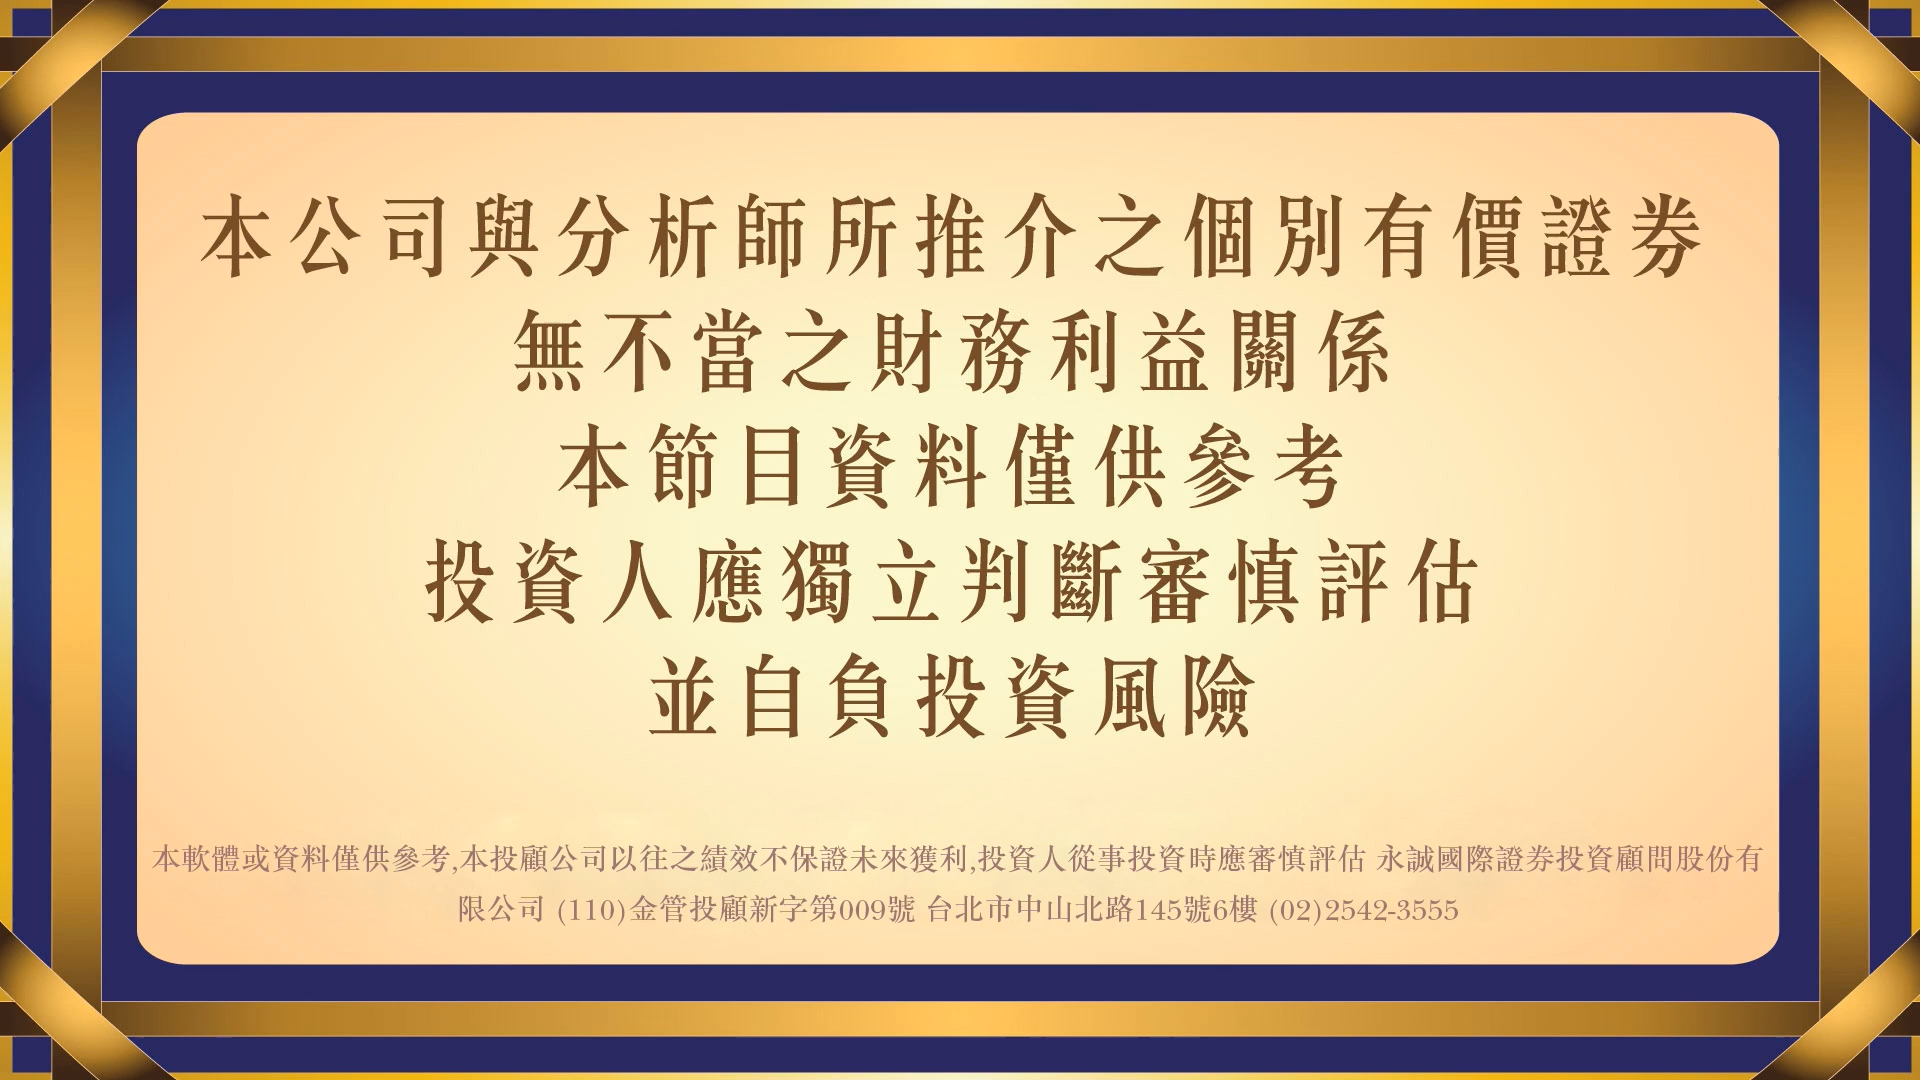 本公司與分析師所推介之個別有價證券
無不當之財務利益關係
本節目資料僅供參考
投資人應獨立判斷審慎評估
並自負投資風險
本軟體或資料僅供參考,本投顧公司以往之績效不保證未來獲利,投資人從事投資時應審慎評估 永誠國際證券投資顧問股份有
限公司 (110)金管投顧新字第009號 台北市中山北路145號6樓 (02)2542-3555